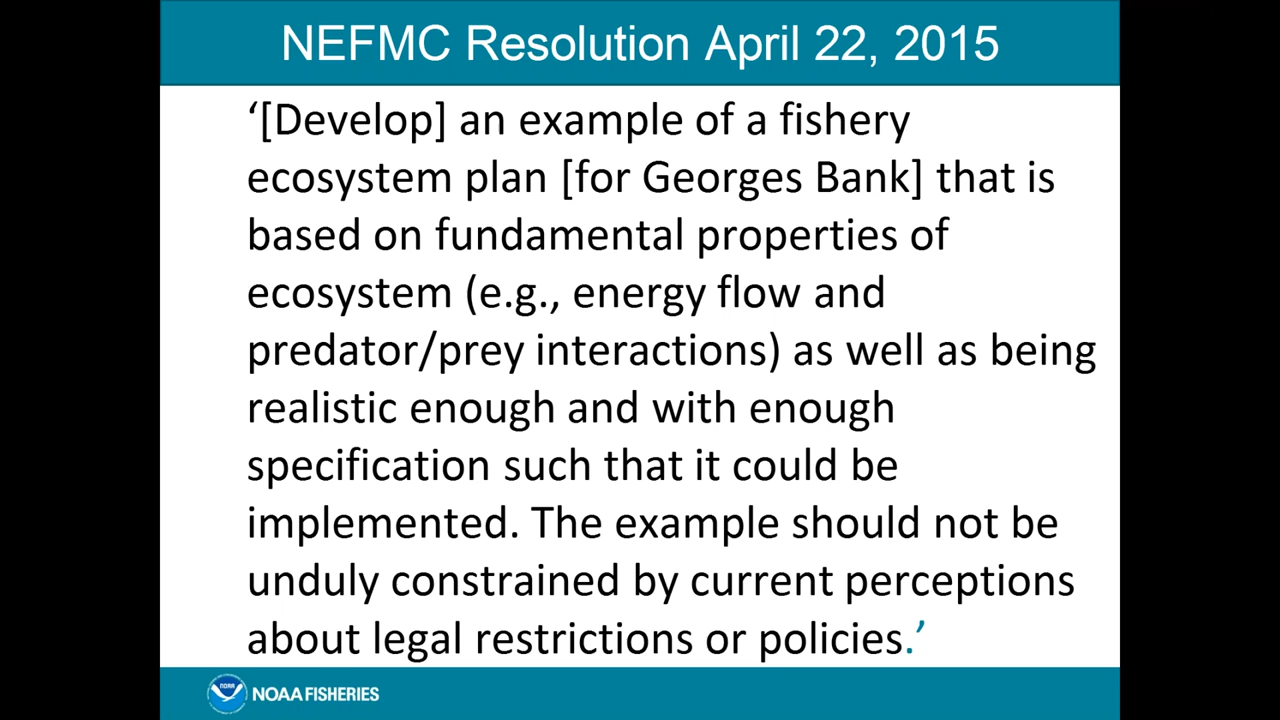 NEFMC Resolution April 22, 2015
‘[Develop] an example of a fishery
ecosystem plan [for Georges Bank] that is
based on fundamental properties of
ecosystem (e.g., energy flow and
predator/prey interactions) as well as being
realistic enough and with enough
specification such that it could be
implemented. The example should not be
unduly constrained by current perceptions
about legal restrictions or policies.’
NOAA
NOAA FISHERIES